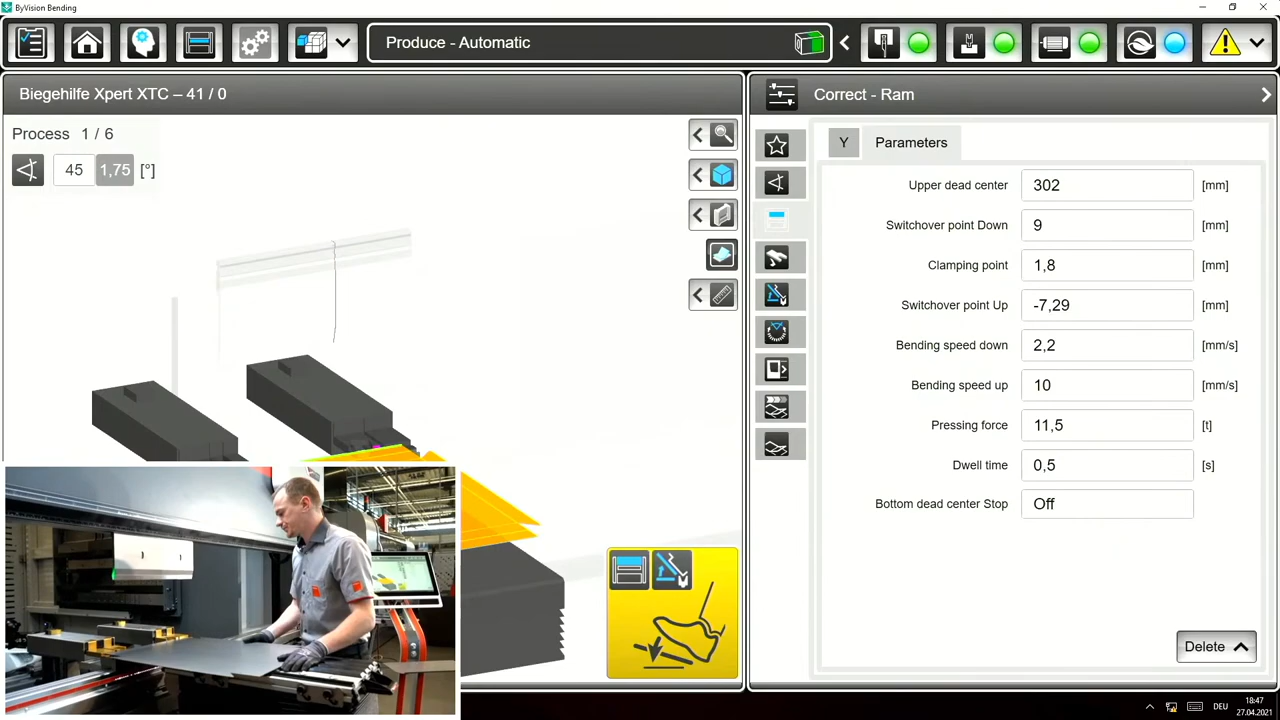 ByVision Bending
Produce - Automatic
Biegehilfe Xpert XTC – 41 / 0
Process 1 / 6
45 1,75 [°]
Correct - Ram
Y Parameters
Upper dead center 302 [mm]
Switchover point Down 9 [mm]
Clamping point 1,8 [mm]
Switchover point Up -7,29 [mm]
Bending speed down 2,2 [mm/s]
Bending speed up 10 [mm/s]
Pressing force 11,5 [t]
Dwell time 0,5 [s]
Bottom dead center Stop Off
Delete
DEU
18:47
27.04.2021